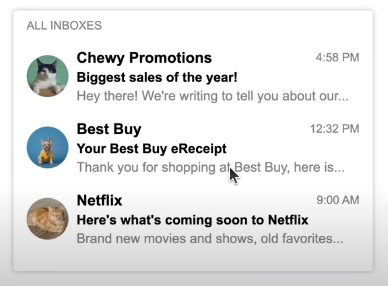 ALL INBOXES
Chewy Promotions 4:58 PM
Biggest sales of the year!
Hey there! We're writing to tell you about our...
Best Buy 12:32 PM
Your Best Buy eReceipt
Thank you for shopping at Best Buy, here is...
Netflix 9:00 AM
Here's what's coming soon to Netflix
Brand new movies and shows, old favorites...